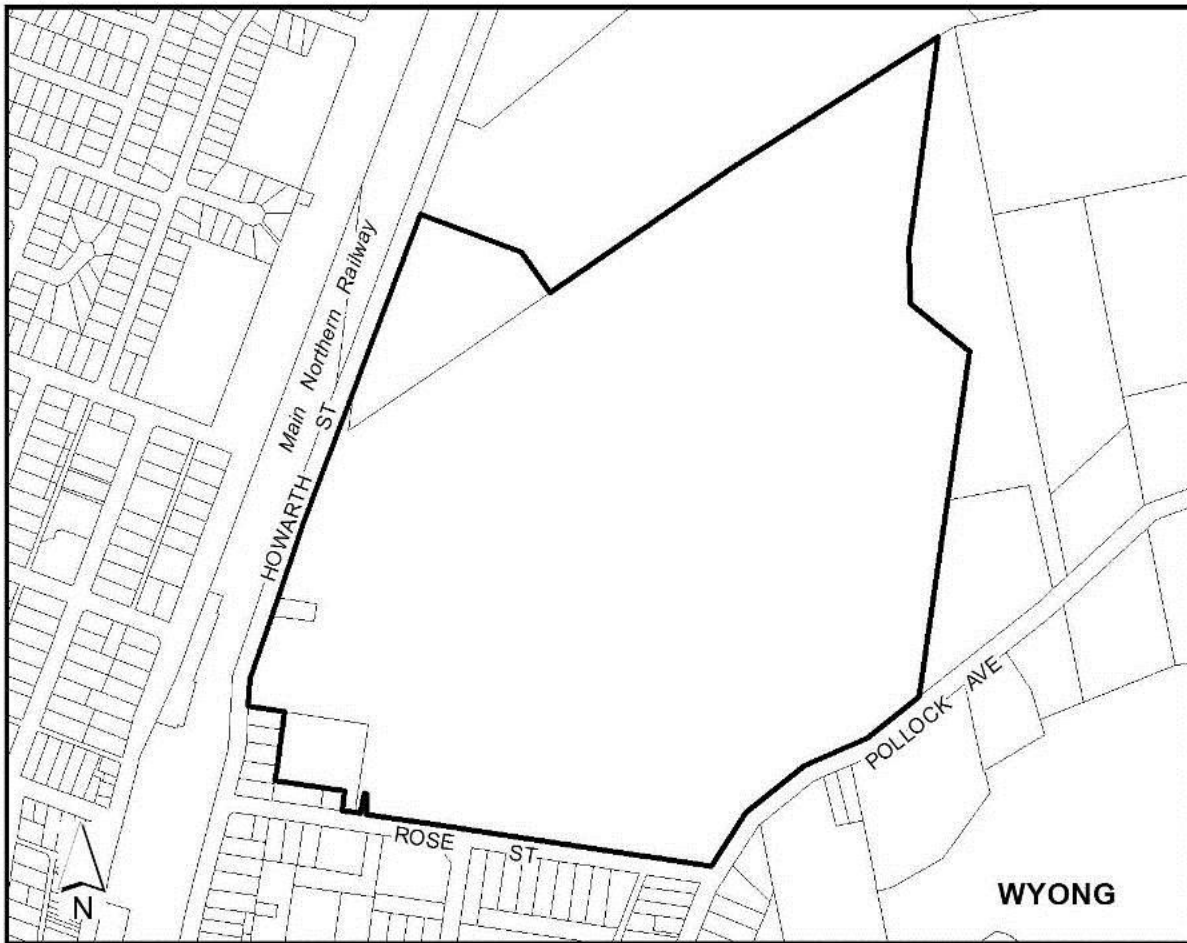 Main Northern Railway
HOWARTH ST
ROSE ST
POLLOCK AVE
WYONG
N